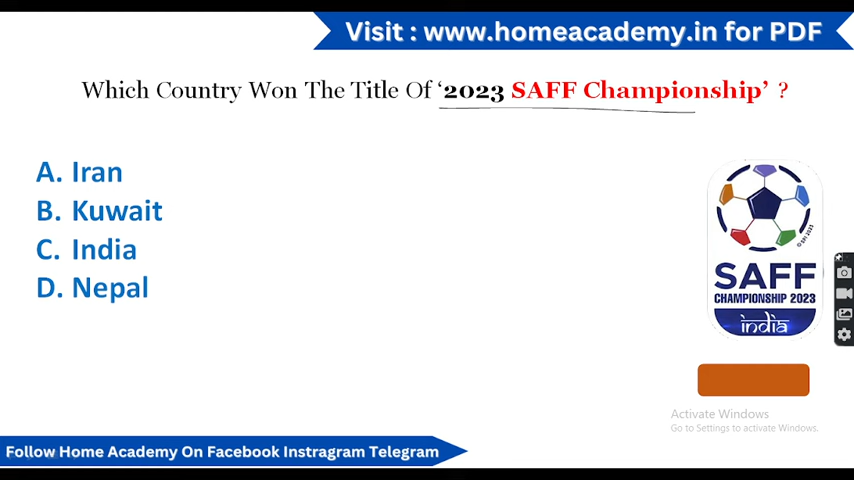 Visit : www.homeacademy.in for PDF
Which Country Won The Title Of ‘2023 SAFF Championship’ ?
A. Iran
B. Kuwait
C. India
D. Nepal
SAFF
CHAMPIONSHIP 2023
india
Activate Windows
Go to Settings to activate Windows.
Follow Home Academy On Facebook Instragram Telegram